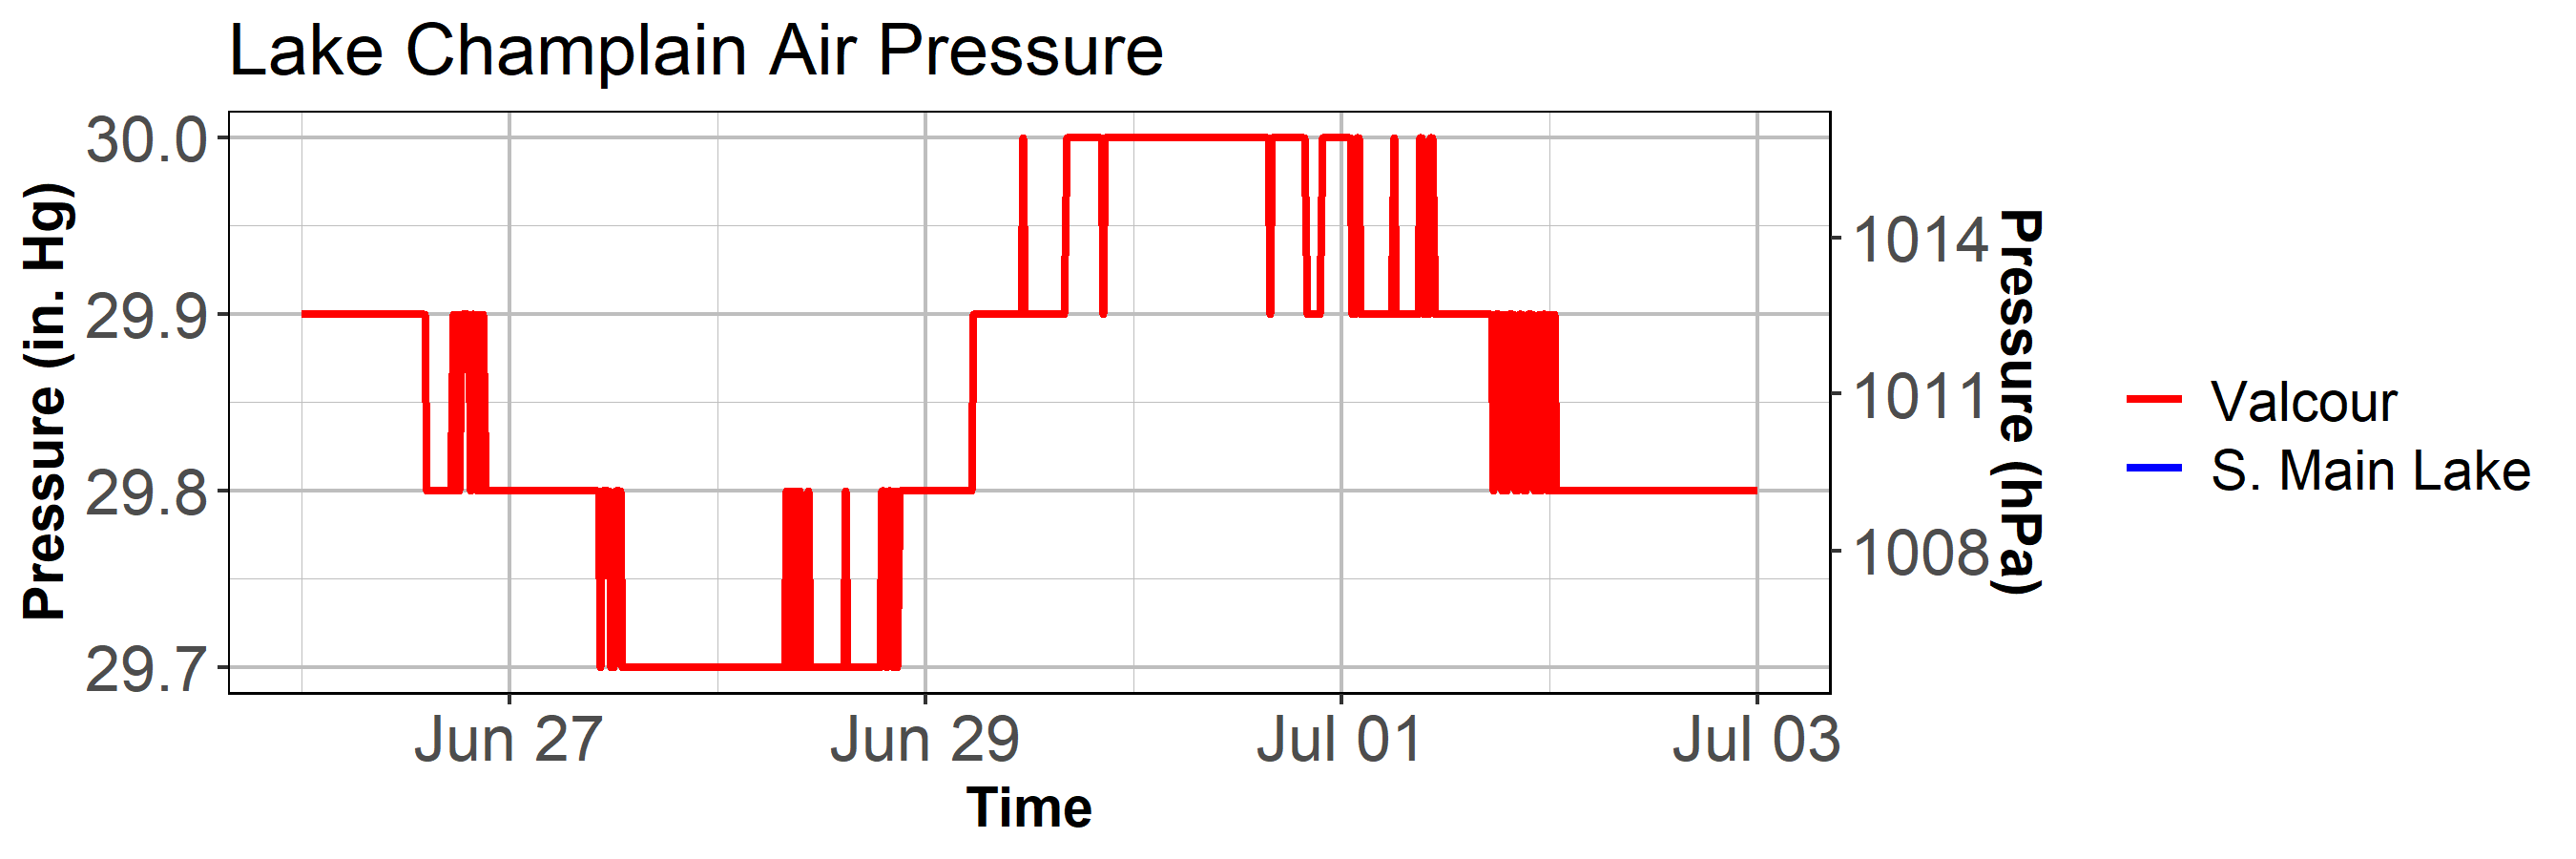 Lake Champlain Air Pressure
Pressure (in. Hg)
30.0
29.9
29.8
29.7
1014
1011
1008
Pressure (hPa)
Valcour
S. Main Lake
Jun 27
Jun 29
Jul 01
Jul 03
Time